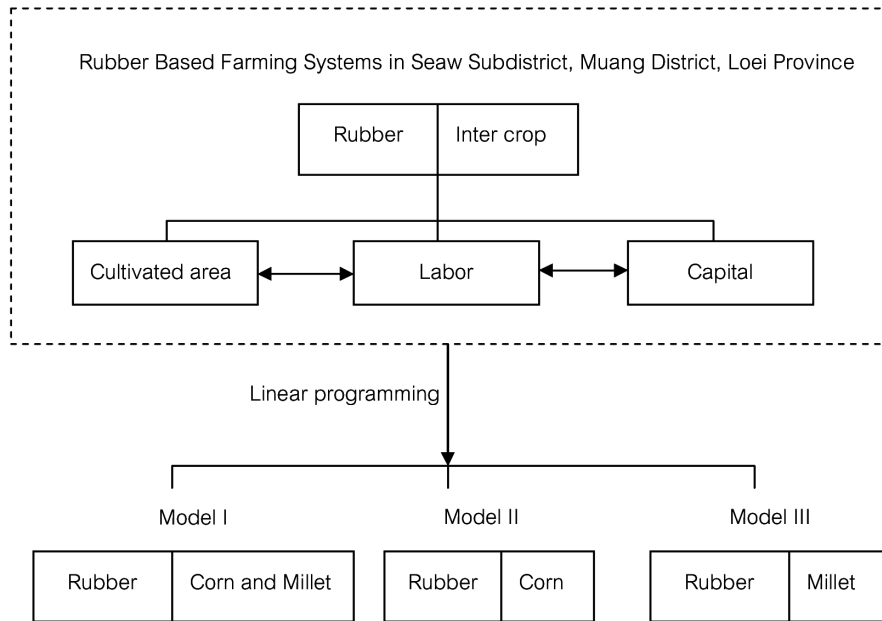 Rubber Based Farming Systems in Seaw Subdistrict, Muang District, Loei Province
Rubber Inter crop
Cultivated area Labor Capital
Linear programming
Model I Model II Model III
Rubber Corn and Millet Rubber Corn Rubber Millet